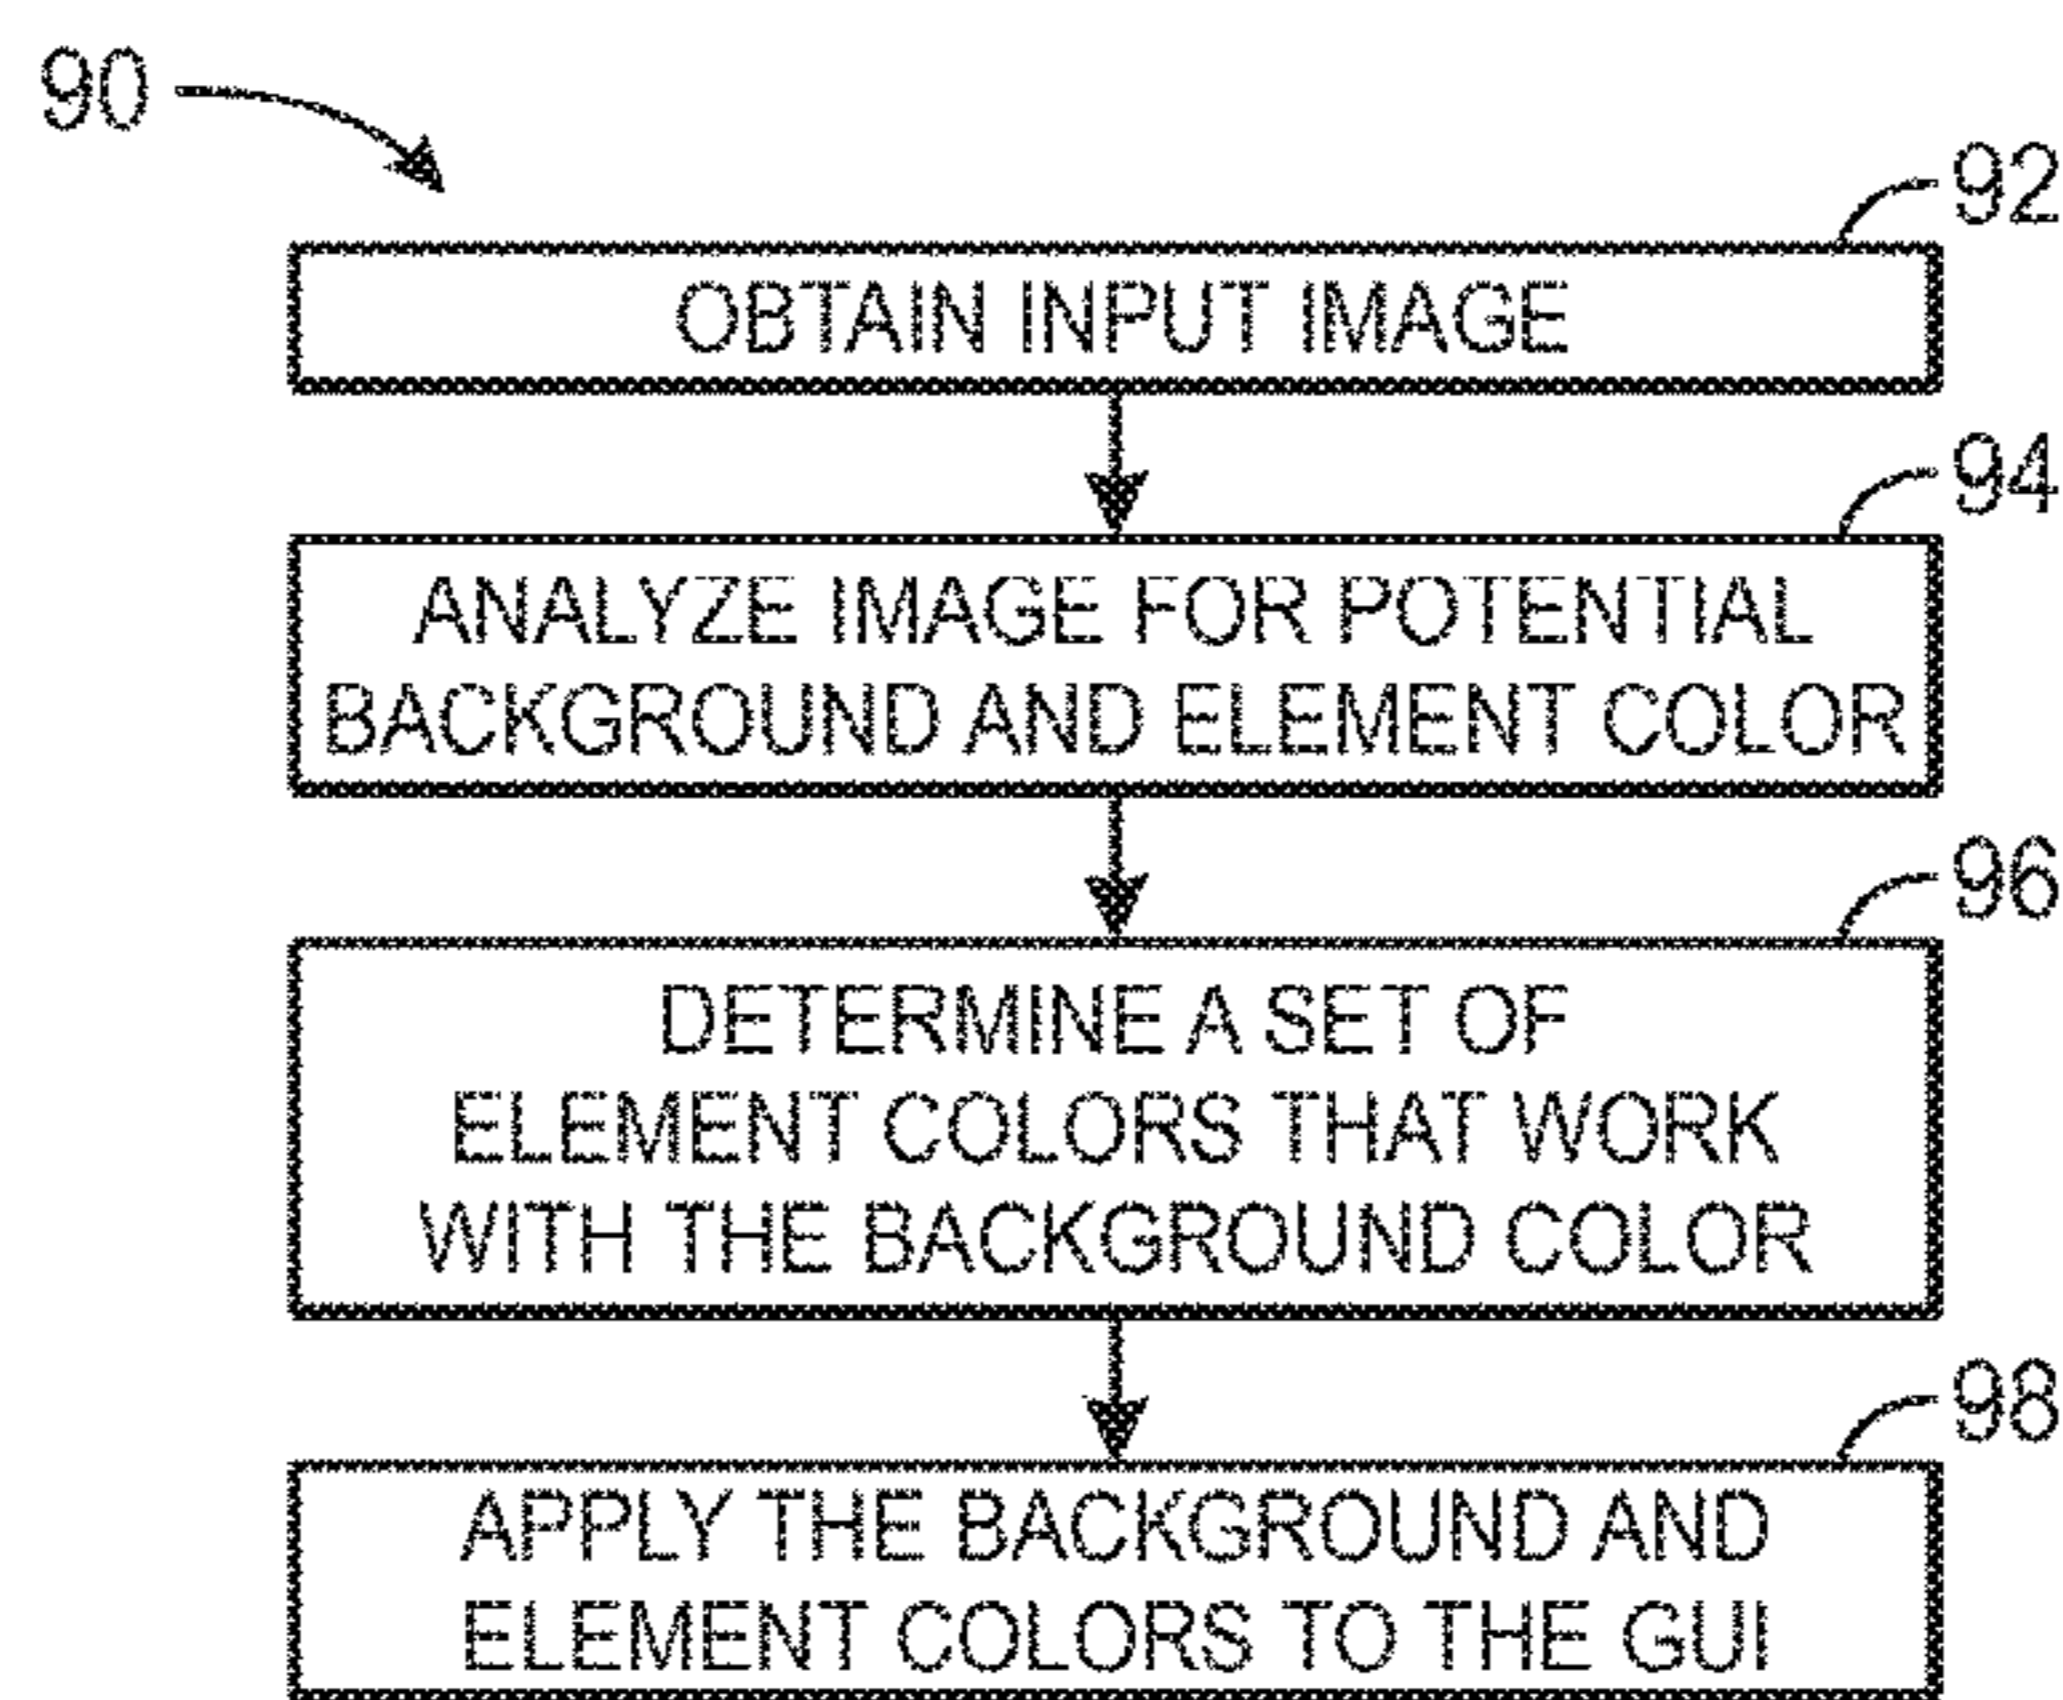 90
92
OBTAIN INPUT IMAGE
94
ANALYZE IMAGE FOR POTENTIAL
BACKGROUND AND ELEMENT COLOR
96
DETERMINE A SET OF
ELEMENT COLORS THAT WORK
WITH THE BACKGROUND COLOR
98
APPLY THE BACKGROUND AND
ELEMENT COLORS TO THE GUI